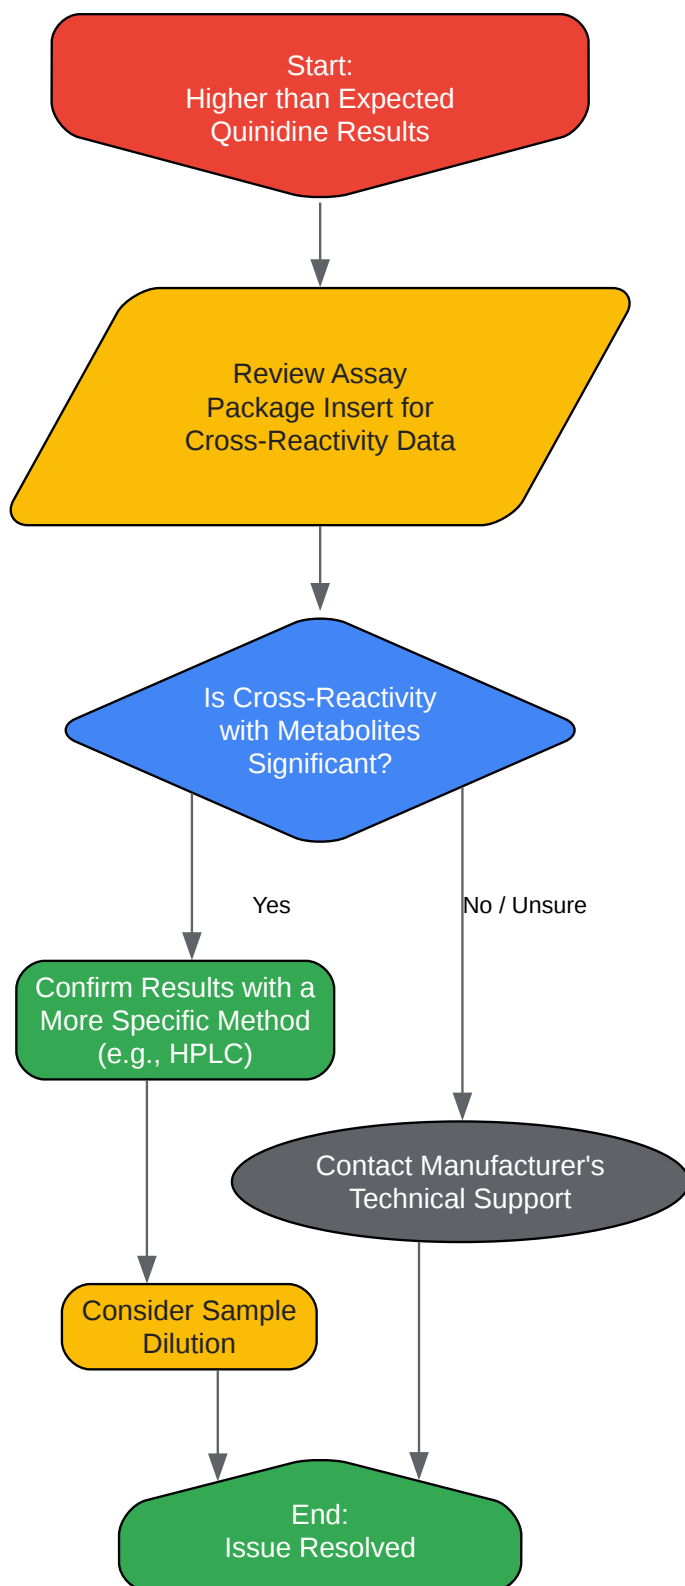 Start:
Higher than Expected
Quinidine Results
Review Assay
Package Insert for
Cross-Reactivity Data
Is Cross-Reactivity
with Metabolites
Significant?
Yes
No / Unsure
Confirm Results with a
More Specific Method
(e.g., HPLC)
Contact Manufacturer's
Technical Support
Consider Sample
Dilution
End:
Issue Resolved